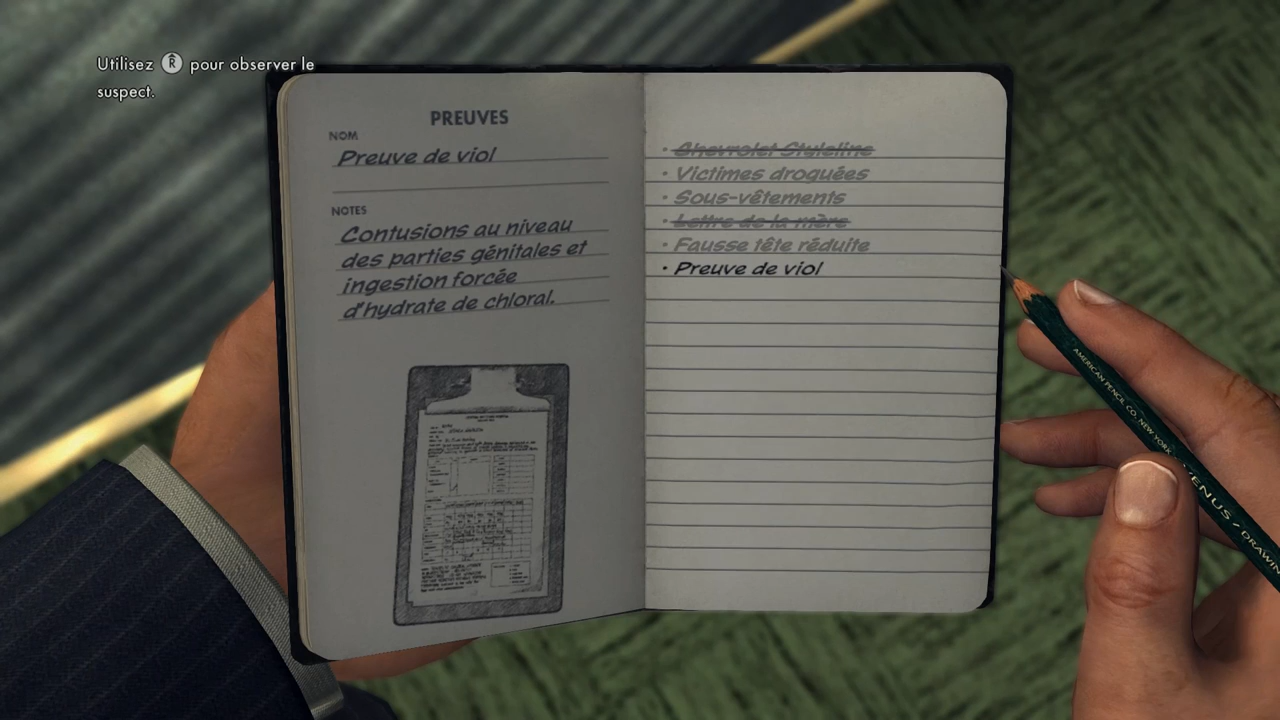 Utilisez R pour observer le
suspect.
PREUVES
NOM
Preuve de viol
NOTES
Contusions au niveau
des parties génitales et
ingestion forcée
d'hydrate de chloral.
• Chevrolet Styleline
• Victimes droguées
• Sous-vêtements
• Lettre de la mère
• Fausse tête réduite
• Preuve de viol
AMERICAN PENCIL CO. NEW YORK
VENUS / DRAWIN